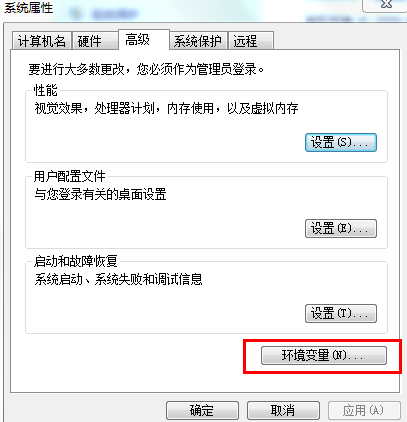 系统属性
计算机名 硬件 高级 系统保护 远程
要进行大多数更改，您必须作为管理员登录。
性能
视觉效果，处理器计划，内存使用，以及虚拟内存
设置(S)...
用户配置文件
与您登录有关的桌面设置
设置(E)...
启动和故障恢复
系统启动、系统失败和调试信息
设置(T)...
环境变量(N)...
确定 取消 应用(A)